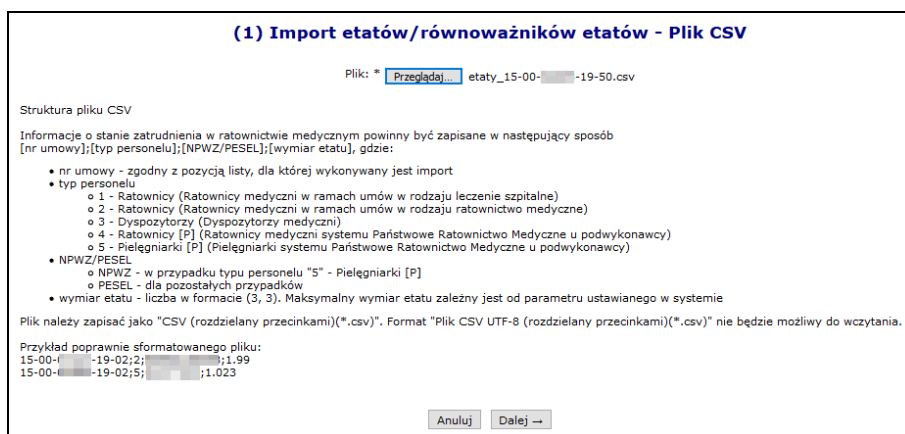 (1) Import etatów/równoważników etatów - Plik CSV
Plik: * Przeglądaj... etaty_15-00- -19-50.csv
Struktura pliku CSV
Informacje o stanie zatrudnienia w ratownictwie medycznym powinny być zapisane w następujący sposób
[nr umowy];[typ personelu];[NPWZ/PESEL];[wymiar etatu], gdzie:
• nr umowy - zgodny z pozycją listy, dla której wykonywany jest import
• typ personelu
o 1 - Ratownicy (Ratownicy medyczni w ramach umów w rodzaju leczenie szpitalne)
o 2 - Ratownicy (Ratownicy medyczni w ramach umów w rodzaju ratownictwo medyczne)
o 3 - Dyspozytorzy (Dyspozytorzy medyczni)
o 4 - Ratownicy [P] (Ratownicy medyczni systemu Państwowe Ratownictwo Medyczne u podwykonawcy)
o 5 - Pielęgniarki [P] (Pielęgniarki systemu Państwowe Ratownictwo Medyczne u podwykonawcy)
• NPWZ/PESEL
o NPWZ - w przypadku typu personelu "5" - Pielęgniarki [P]
o PESEL - dla pozostałych przypadków
• wymiar etatu - liczba w formacie (3, 3). Maksymalny wymiar etatu zależny jest od parametru ustawianego w systemie
Plik należy zapisać jako "CSV (rozdzielany przecinkami)(*.csv)". Format "Plik CSV UTF-8 (rozdzielany przecinkami)(*.csv)" nie będzie możliwy do wczytania.
Przykład poprawnie sformatowanego pliku:
15-00- -19-02;2; ;1.99
15-00- -19-02;5; ;1.023
Anuluj Dalej →